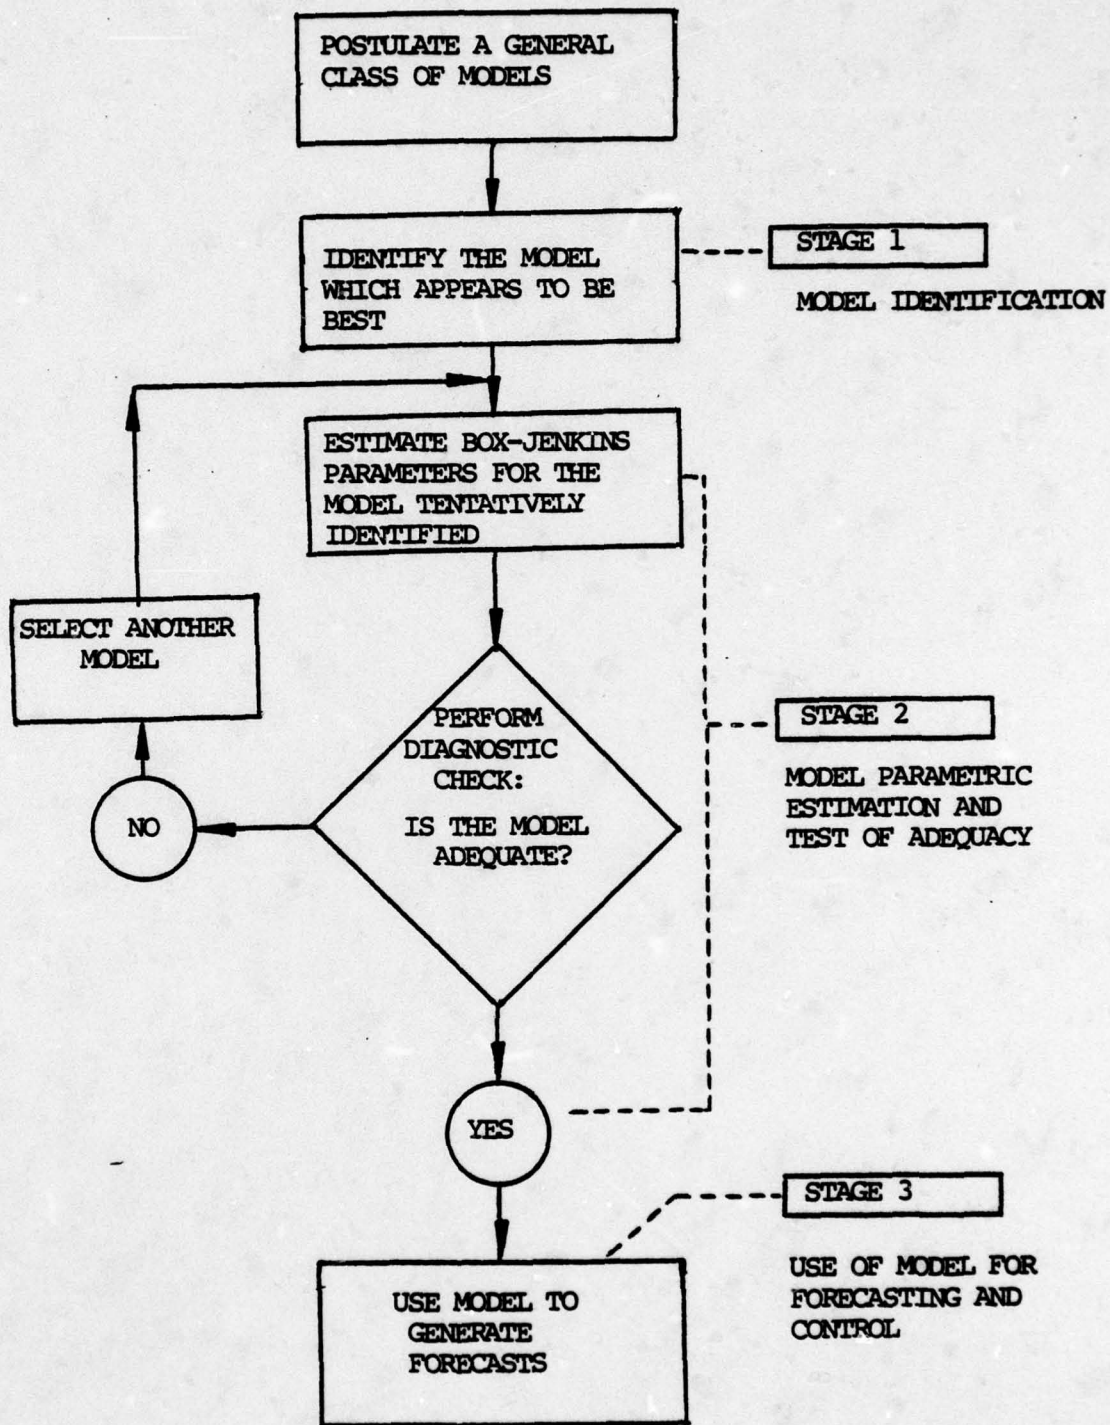 POSTULATE A GENERAL
CLASS OF MODELS
IDENTIFY THE MODEL
WHICH APPEARS TO BE
BEST
STAGE 1
MODEL IDENTIFICATION
ESTIMATE BOX-JENKINS
PARAMETERS FOR THE
MODEL TENTATIVELY
IDENTIFIED
SELECT ANOTHER
MODEL
PERFORM
DIAGNOSTIC
CHECK:
IS THE MODEL
ADEQUATE?
NO
STAGE 2
MODEL PARAMETRIC
ESTIMATION AND
TEST OF ADEQUACY
YES
STAGE 3
USE OF MODEL FOR
FORECASTING AND
CONTROL
USE MODEL TO
GENERATE
FORECASTS